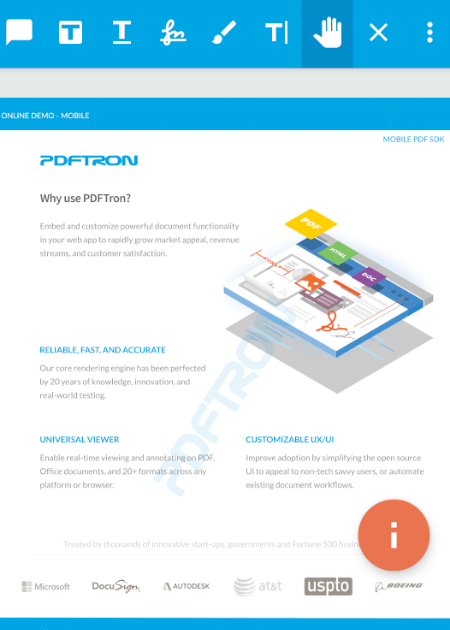 ONLINE DEMO - MOBILE
MOBILE PDF SDK
PDFTRON
Why use PDFTron?
Embed and customize powerful document functionality
in your web app to rapidly grow market appeal, revenue
streams, and customer satisfaction.
PDF
HTML
DOC
RELIABLE, FAST, AND ACCURATE
Our core rendering engine has been perfected
by 20 years of knowledge, innovation, and
real-world testing.
PDFTRON
UNIVERSAL VIEWER
Enable real-time viewing and annotating on PDF,
Office documents, and 20+ formats across any
platform or browser.
CUSTOMIZABLE UX/UI
Improve adoption by simplifying the open source
UI to appeal to non-tech savvy users, or automate
existing document workflows.
Trusted by thousands of innovative start-ups, governments and Fortune 500
Microsoft
DocuSign
AUTODESK
at&t
uspto
BOEING